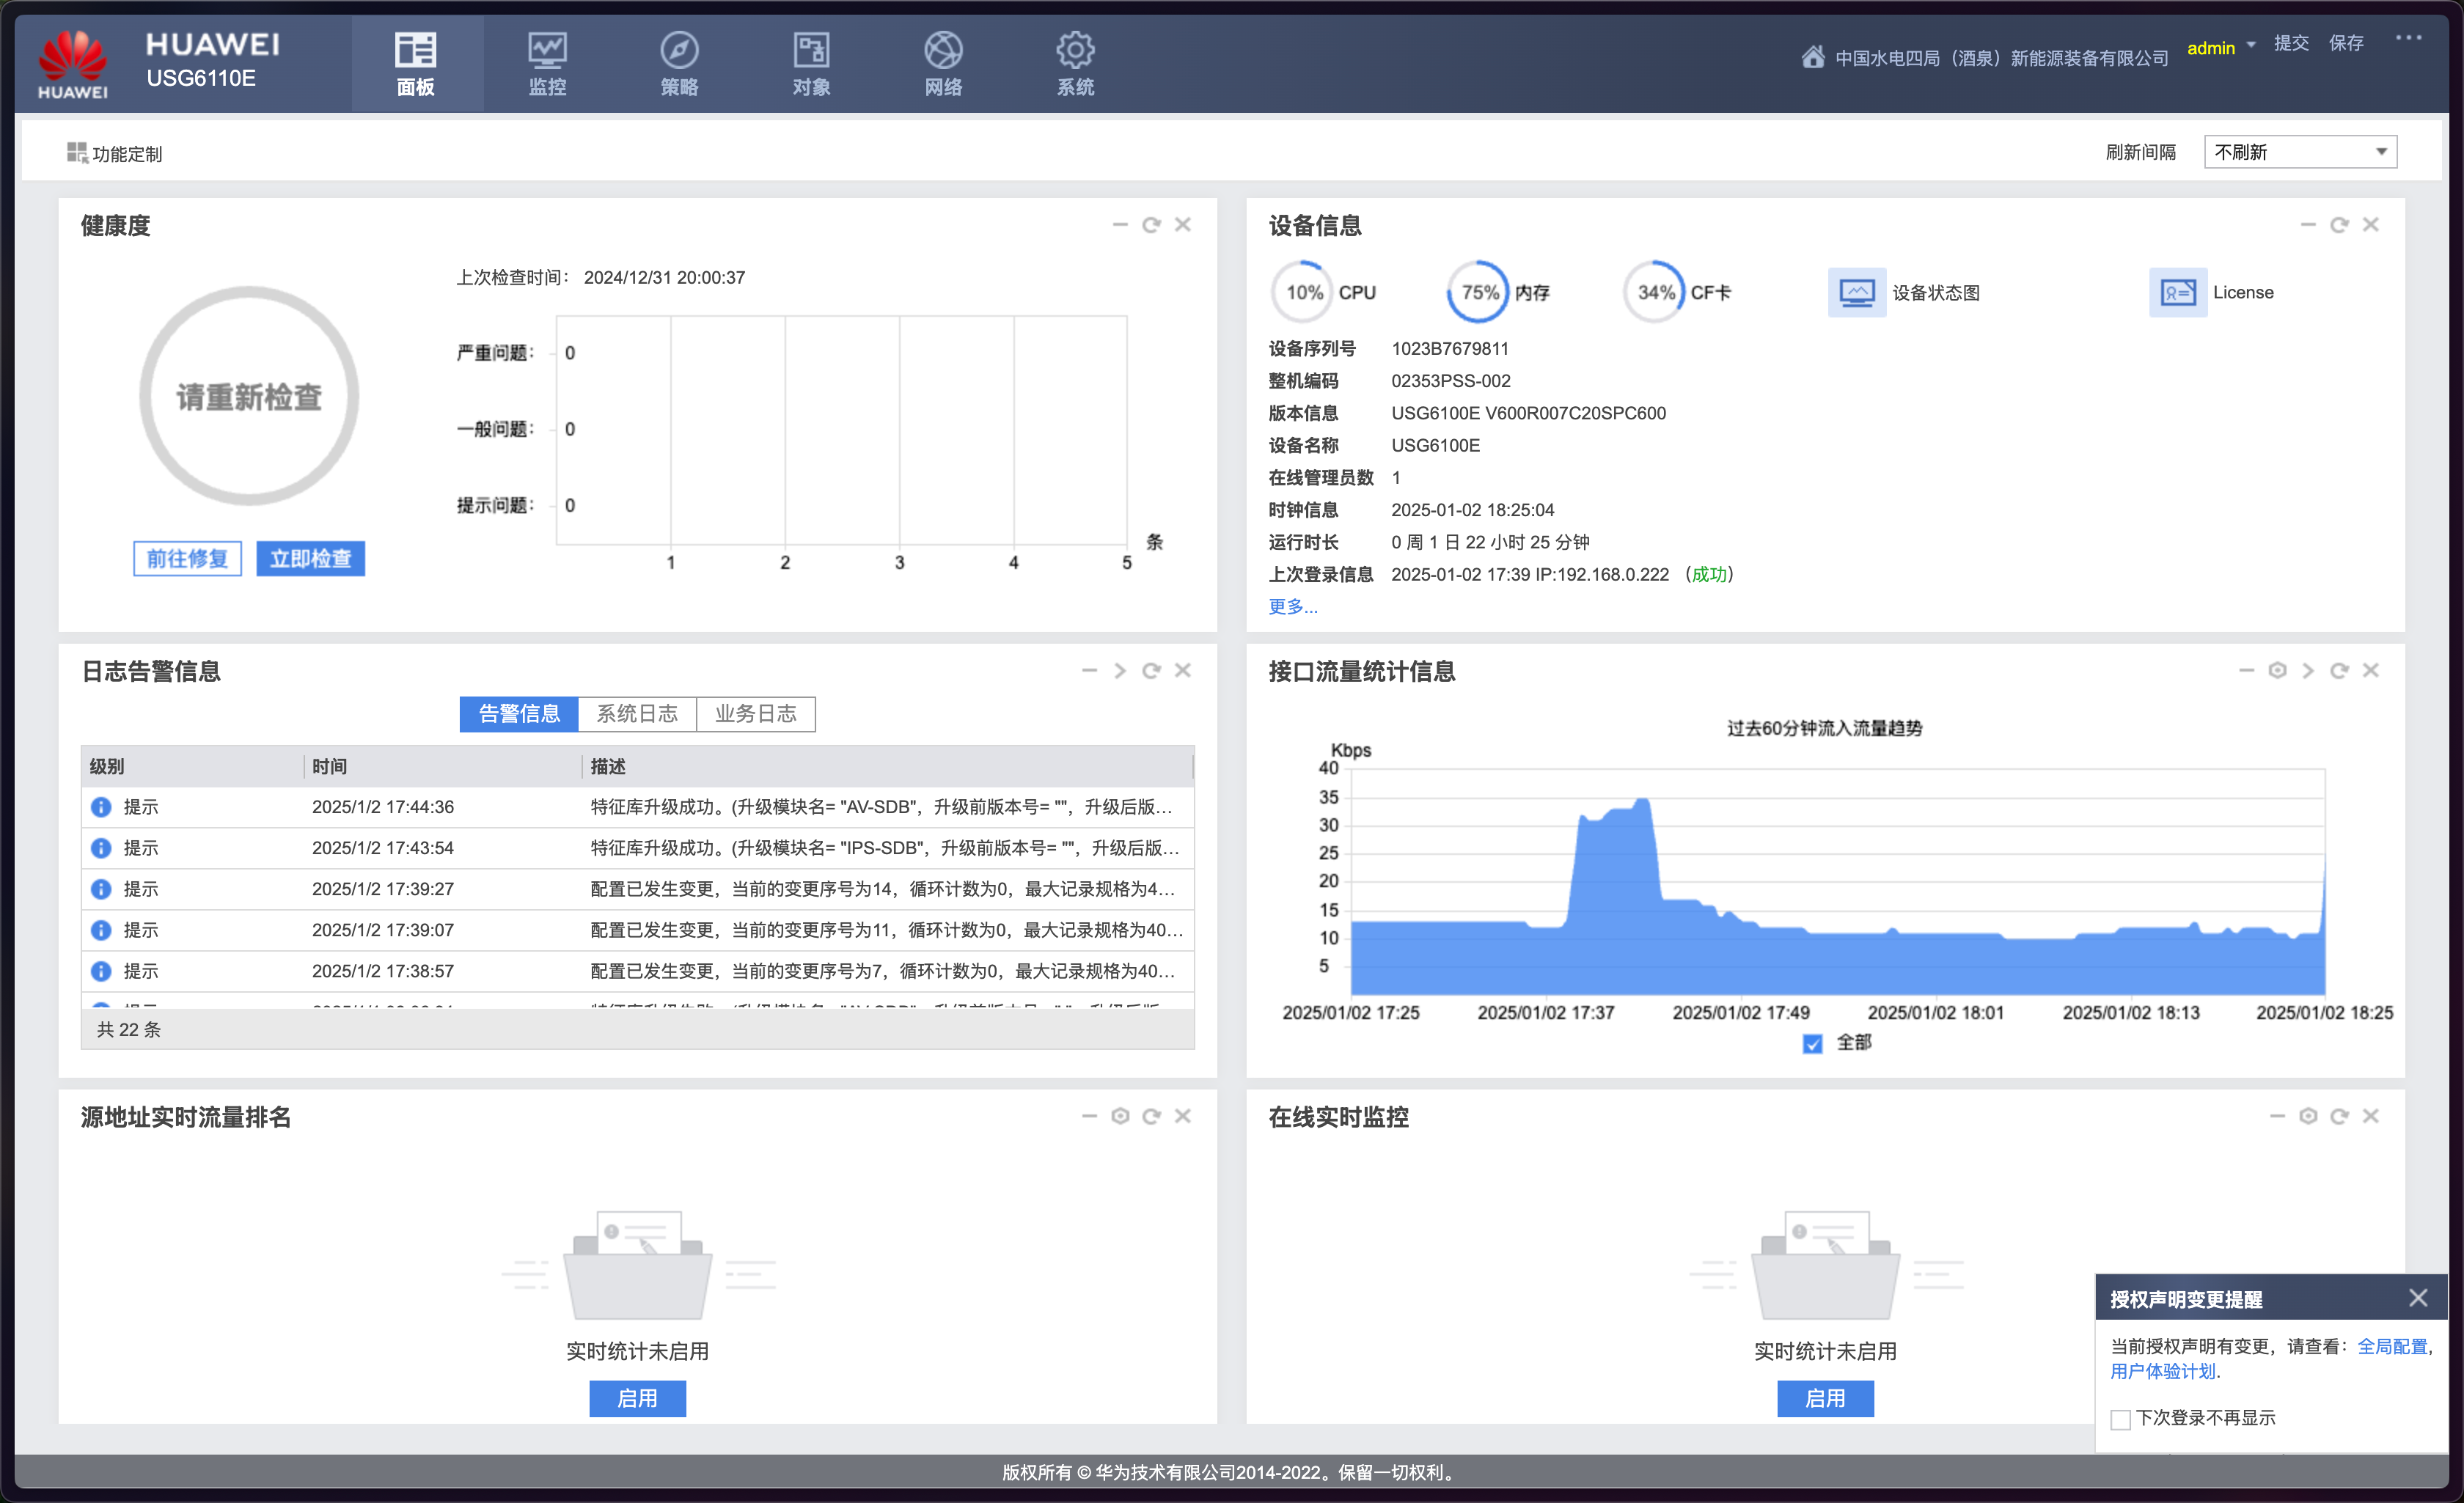 HUAWEI
HUAWEI
USG6110E
面板
监控
策略
对象
网络
系统
中国水电四局（酒泉）新能源装备有限公司
admin
提交
保存
功能定制
刷新间隔
不刷新
健康度
上次检查时间： 2024/12/31 20:00:37
请重新检查
严重问题： 0
一般问题： 0
提示问题： 0
1 2 3 4 5 条
前往修复
立即检查
设备信息
10% CPU
75% 内存
34% CF卡
设备状态图
License
设备序列号 1023B7679811
整机编码 02353PSS-002
版本信息 USG6100E V600R007C20SPC600
设备名称 USG6100E
在线管理员数 1
时钟信息 2025-01-02 18:25:04
运行时长 0 周 1 日 22 小时 25 分钟
上次登录信息 2025-01-02 17:39 IP:192.168.0.222 （成功）
更多...
日志告警信息
告警信息 系统日志 业务日志
级别 时间 描述
提示 2025/1/2 17:44:36 特征库升级成功。(升级模块名= "AV-SDB"，升级前版本号= ""，升级后版...
提示 2025/1/2 17:43:54 特征库升级成功。(升级模块名= "IPS-SDB"，升级前版本号= ""，升级后版...
提示 2025/1/2 17:39:27 配置已发生变更，当前的变更序号为14，循环计数为0，最大记录规格为4...
提示 2025/1/2 17:39:07 配置已发生变更，当前的变更序号为11，循环计数为0，最大记录规格为40...
提示 2025/1/2 17:38:57 配置已发生变更，当前的变更序号为7，循环计数为0，最大记录规格为40...
共 22 条
接口流量统计信息
过去60分钟流入流量趋势
Kbps
40
35
30
25
20
15
10
5
2025/01/02 17:25 2025/01/02 17:37 2025/01/02 17:49 2025/01/02 18:01 2025/01/02 18:13 2025/01/02 18:25
全部
源地址实时流量排名
实时统计未启用
启用
在线实时监控
实时统计未启用
启用
授权声明变更提醒
当前授权声明有变更，请查看：全局配置,
用户体验计划.
下次登录不再显示
版权所有 © 华为技术有限公司2014-2022。保留一切权利。